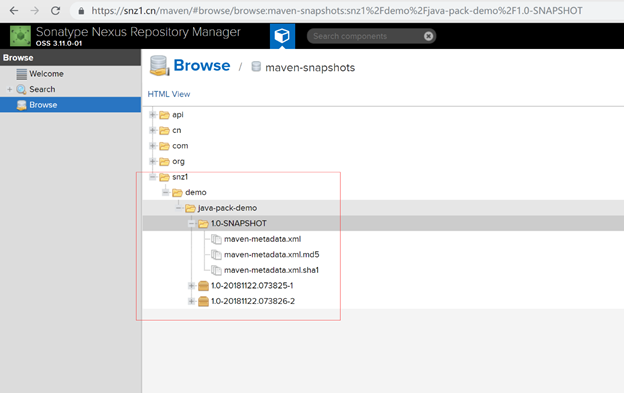 https://snz1.cn/maven/#browse/browse:maven-snapshots:snz1%2Fdemo%2Fjava-pack-demo%2F1.0-SNAPSHOT
Sonatype Nexus Repository Manager
OSS 3.11.0-01
Search components
Browse
Welcome
Search
Browse
Browse / maven-snapshots
HTML View
api
cn
com
org
snz1
demo
java-pack-demo
1.0-SNAPSHOT
maven-metadata.xml
maven-metadata.xml.md5
maven-metadata.xml.sha1
1.0-20181122.073825-1
1.0-20181122.073826-2